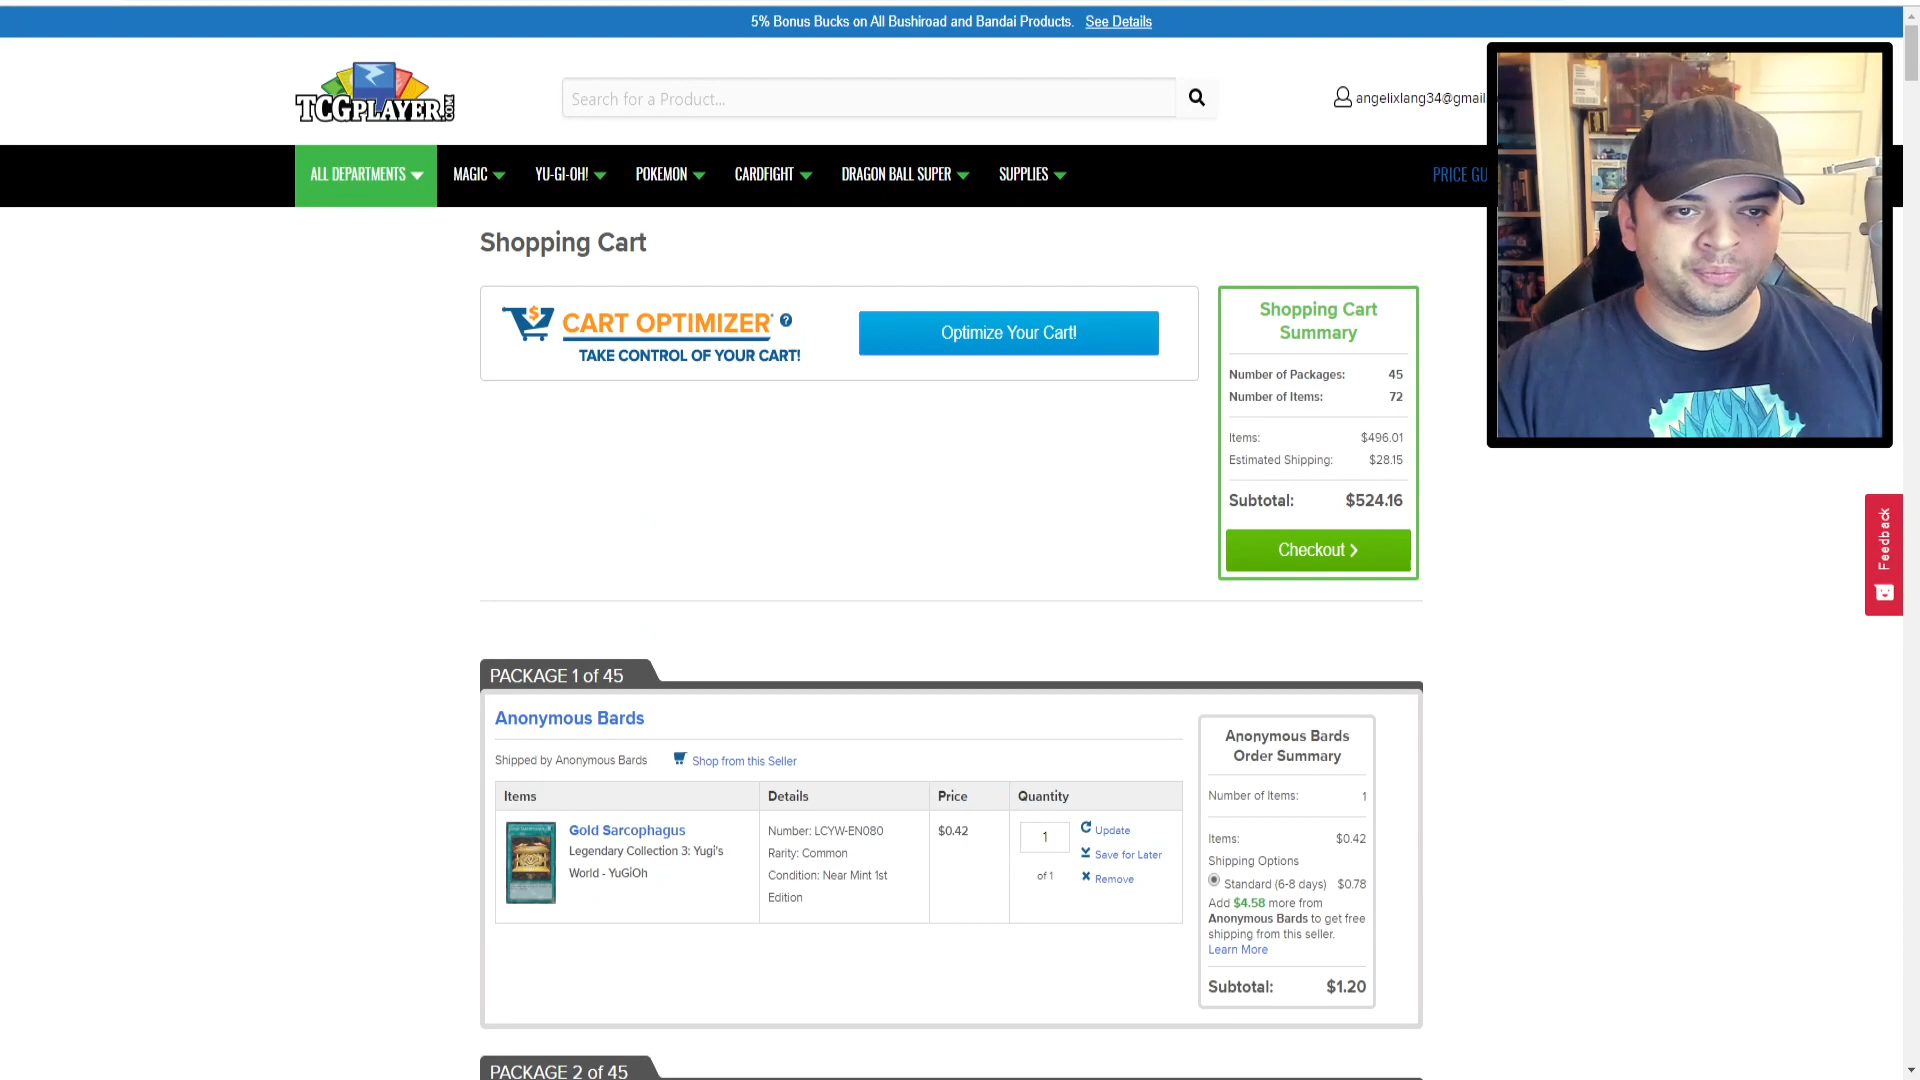 5% Bonus Bucks on All Bushiroad and Bandai Products. See Details
TCGPLAYER.COM
Search for a Product...
angelixlang34@gmail.
ALL DEPARTMENTS
MAGIC
YU-GI-OH!
POKEMON
CARDFIGHT
DRAGON BALL SUPER
SUPPLIES
PRICE GU
Shopping Cart
CART OPTIMIZER
TAKE CONTROL OF YOUR CART!
Optimize Your Cart!
Shopping Cart
Summary
Number of Packages: 45
Number of Items: 72
Items: $496.01
Estimated Shipping: $28.15
Subtotal: $524.16
Checkout
Feedback
PACKAGE 1 of 45
Anonymous Bards
Shipped by Anonymous Bards
Shop from this Seller
Items
Details
Price
Quantity
Gold Sarcophagus
Legendary Collection 3: Yugi's
World - YuGiOh
Number: LCYW-EN080
Rarity: Common
Condition: Near Mint 1st
Edition
$0.42
1
of 1
Update
Save for Later
Remove
Anonymous Bards
Order Summary
Number of Items: 1
Items: $0.42
Shipping Options
Standard (6-8 days) $0.78
Add $4.58 more from
Anonymous Bards to get free
shipping from this seller.
Learn More
Subtotal: $1.20
PACKAGE 2 of 45